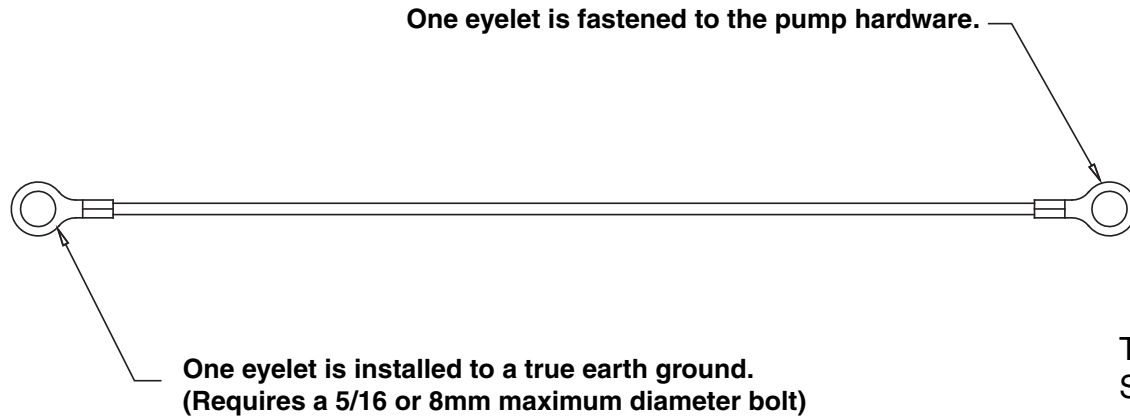 One eyelet is fastened to the pump hardware.
One eyelet is installed to a true earth ground.
(Requires a 5/16 or 8mm maximum diameter bolt)
T
S